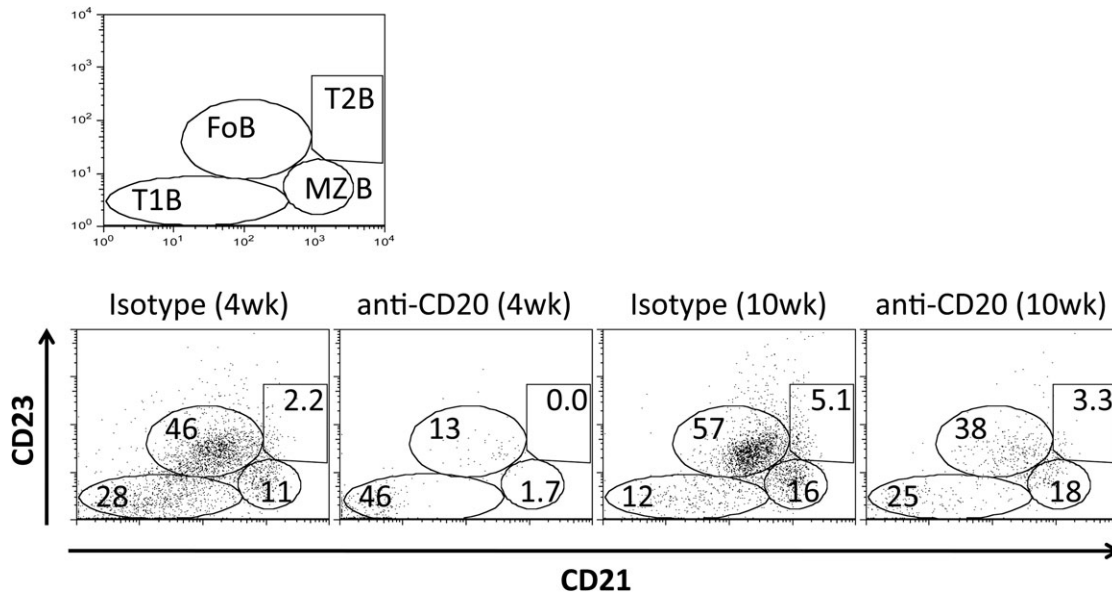 10⁴
10³
10²
10¹
10⁰
T2B
FoB
T1B
MZ B
10⁰ 10¹ 10² 10³ 10⁴
Isotype (4wk) anti-CD20 (4wk) Isotype (10wk) anti-CD20 (10wk)
CD23
2.2 0.0 5.1 3.3
46 13 57 38
28 11 46 1.7 12 16 25 18
CD21